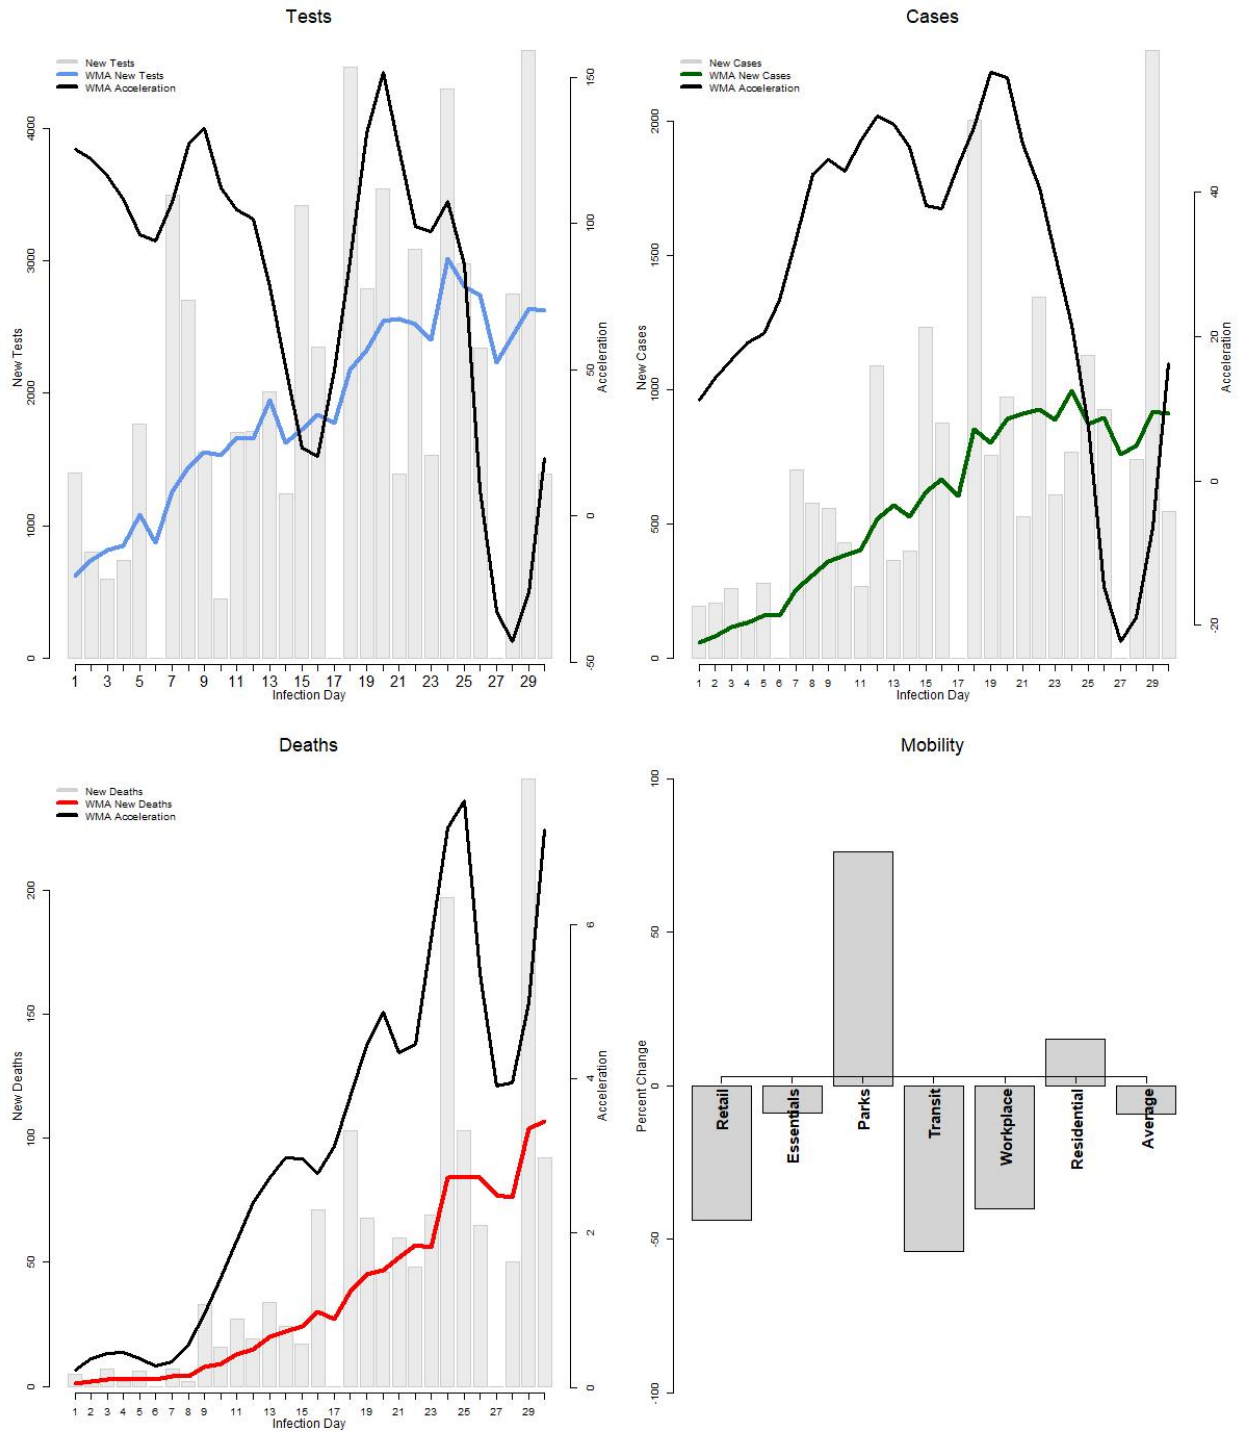 Tests
New Tests
WMA New Tests
WMA Acceleration
New Tests
0
1000
2000
3000
4000
Acceleration
-50
0
50
100
150
1 3 5 7 9 11 13 15 17 19 21 23 25 27 29
Infection Day
Cases
New Cases
WMA New Cases
WMA Acceleration
New Cases
0
500
1000
1500
2000
Acceleration
-20
0
20
40
1 2 3 4 5 6 7 8 9 11 13 15 17 19 21 23 25 27 29
Infection Day
Deaths
New Deaths
WMA New Deaths
WMA Acceleration
New Deaths
0
50
100
150
200
Acceleration
0
2
4
6
1 2 3 4 5 6 7 8 9 11 13 15 17 19 21 23 25 27 29
Infection Day
Mobility
Percent Change
-100
-50
0
50
100
Retail
Essentials
Parks
Transit
Workplace
Residential
Average